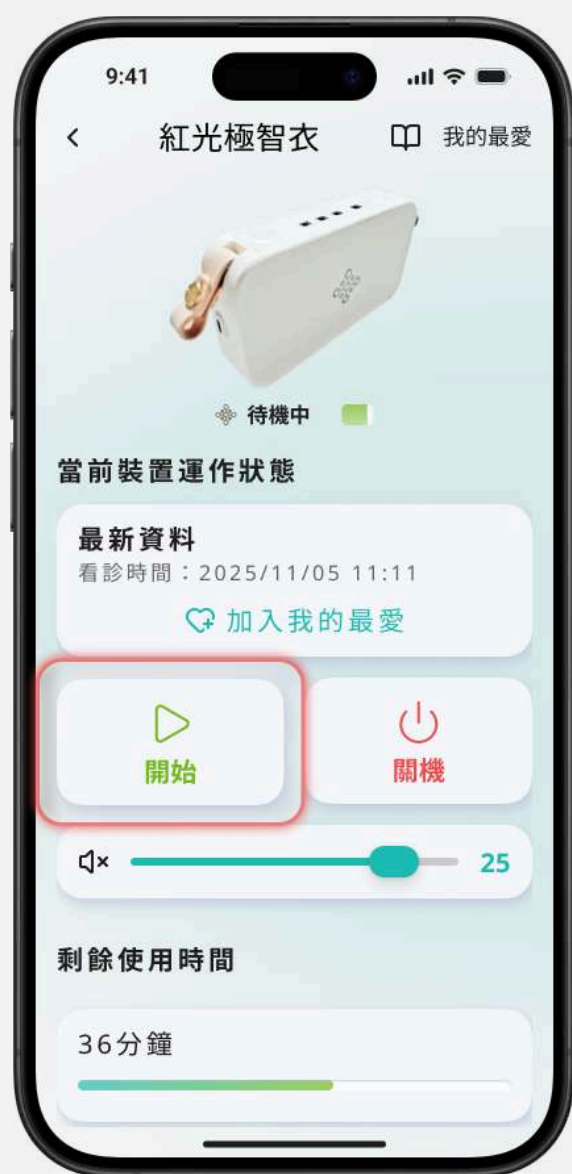 9:41
紅光極智衣
我的最愛
待機中
當前裝置運作狀態
最新資料
看診時間：2025/11/05 11:11
加入我的最愛
開始
關機
25
剩餘使用時間
36分鐘